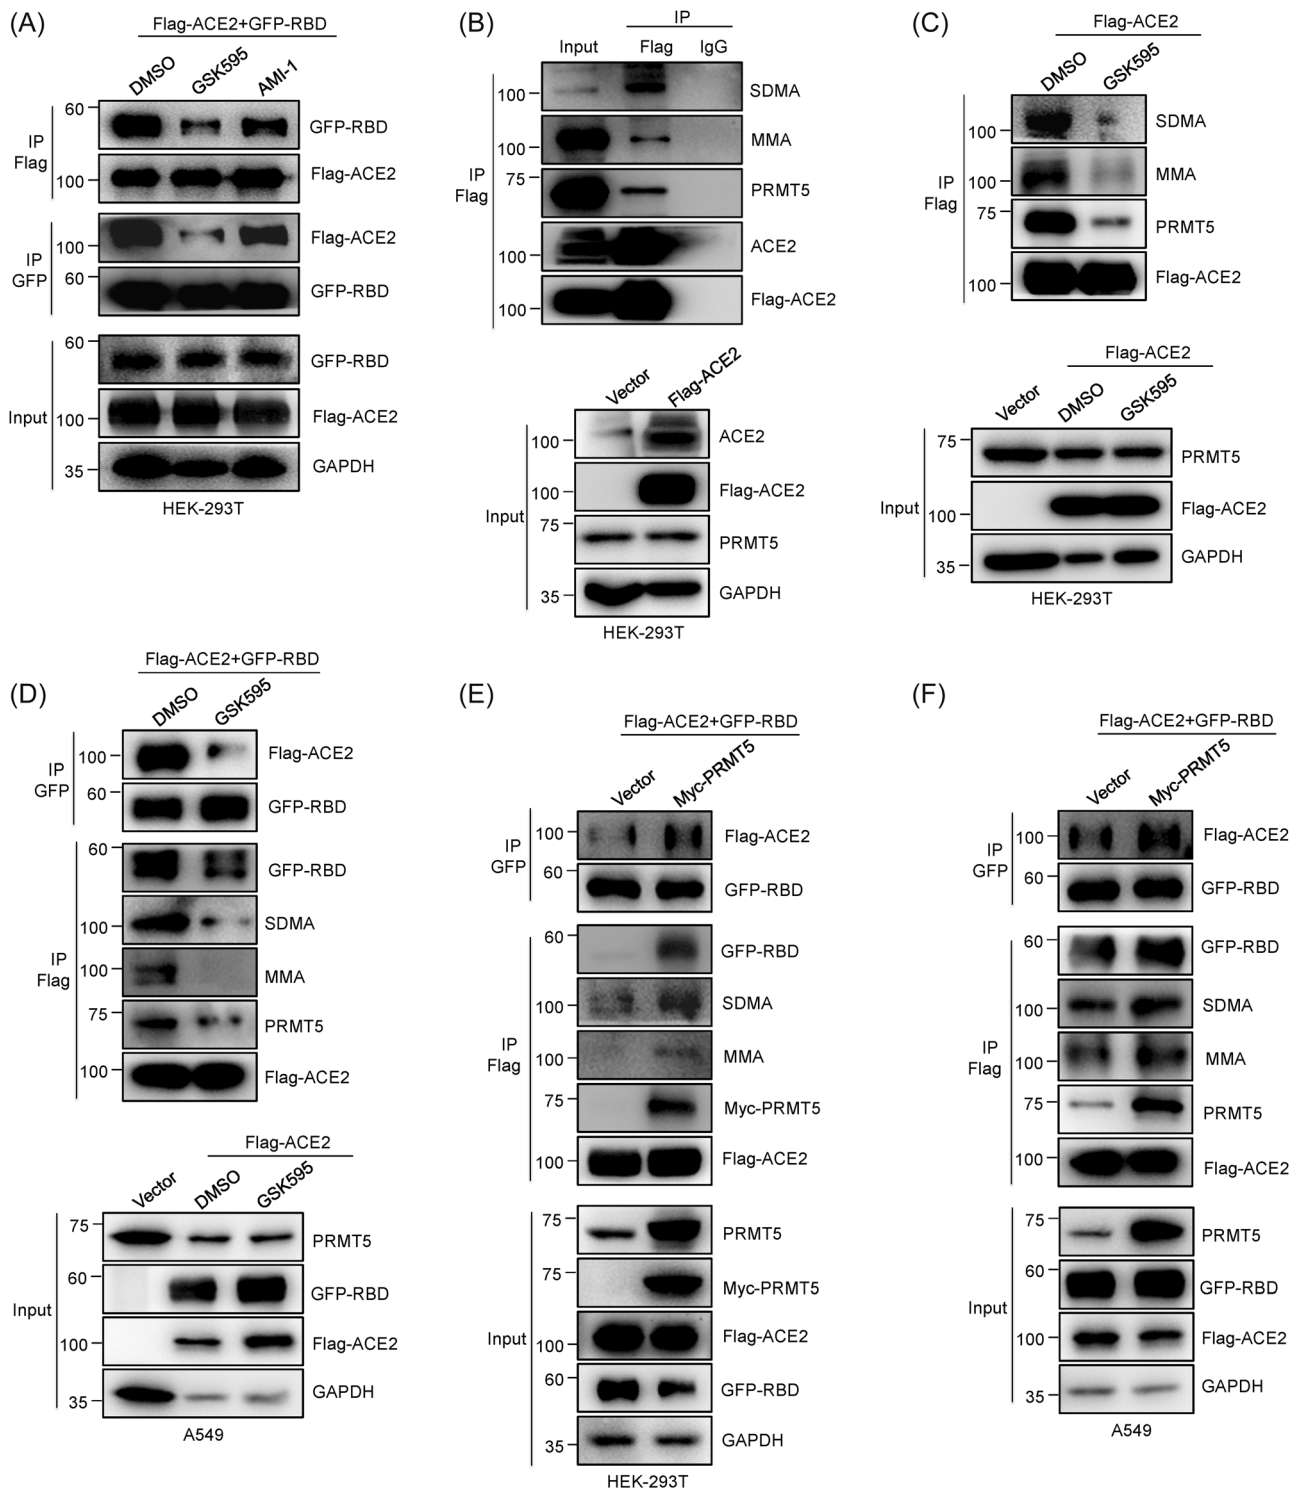 (A)
Flag-ACE2+GFP-RBD
DMSO GSK595 AMI-1
IP Flag
60 GFP-RBD
100 Flag-ACE2
IP GFP
100 Flag-ACE2
60 GFP-RBD
Input
60 GFP-RBD
100 Flag-ACE2
35 GAPDH
HEK-293T
(B)
IP
Input Flag IgG
IP Flag
100 SDMA
100 MMA
75 PRMT5
100 ACE2
100 Flag-ACE2
Vector Flag-ACE2
Input
100 ACE2
100 Flag-ACE2
75 PRMT5
35 GAPDH
HEK-293T
(C)
Flag-ACE2
DMSO GSK595
IP Flag
100 SDMA
100 MMA
75 PRMT5
100 Flag-ACE2
Flag-ACE2
Vector DMSO GSK595
Input
75 PRMT5
100 Flag-ACE2
35 GAPDH
HEK-293T
(D)
Flag-ACE2+GFP-RBD
DMSO GSK595
IP GFP
100 Flag-ACE2
60 GFP-RBD
IP Flag
60 GFP-RBD
100 SDMA
100 MMA
75 PRMT5
100 Flag-ACE2
Flag-ACE2
Vector DMSO GSK595
Input
75 PRMT5
60 GFP-RBD
100 Flag-ACE2
35 GAPDH
A549
(E)
Flag-ACE2+GFP-RBD
Vector Myc-PRMT5
IP GFP
100 Flag-ACE2
60 GFP-RBD
IP Flag
60 GFP-RBD
100 SDMA
100 MMA
75 Myc-PRMT5
100 Flag-ACE2
Input
75 PRMT5
75 Myc-PRMT5
100 Flag-ACE2
60 GFP-RBD
35 GAPDH
HEK-293T
(F)
Flag-ACE2+GFP-RBD
Vector Myc-PRMT5
IP GFP
100 Flag-ACE2
60 GFP-RBD
IP Flag
60 GFP-RBD
100 SDMA
100 MMA
75 PRMT5
100 Flag-ACE2
Input
75 PRMT5
60 GFP-RBD
100 Flag-ACE2
35 GAPDH
A549